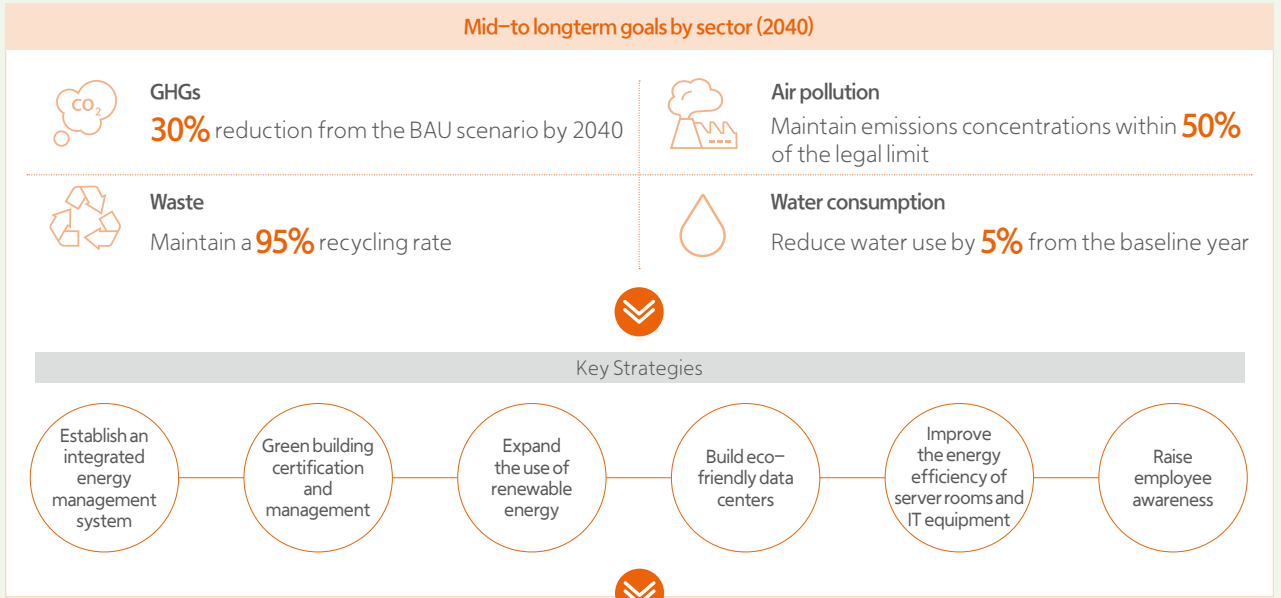 Mid-to longterm goals by sector (2040)
CO2
GHGs
30% reduction from the BAU scenario by 2040
Air pollution
Maintain emissions concentrations within 50%
of the legal limit
Waste
Maintain a 95% recycling rate
Water consumption
Reduce water use by 5% from the baseline year
Key Strategies
Establish an
integrated
energy
management
system
Green building
certification
and
management
Expand
the use of
renewable
energy
Build eco-
friendly data
centers
Improve
the energy
efficiency of
server rooms and
IT equipment
Raise
employee
awareness